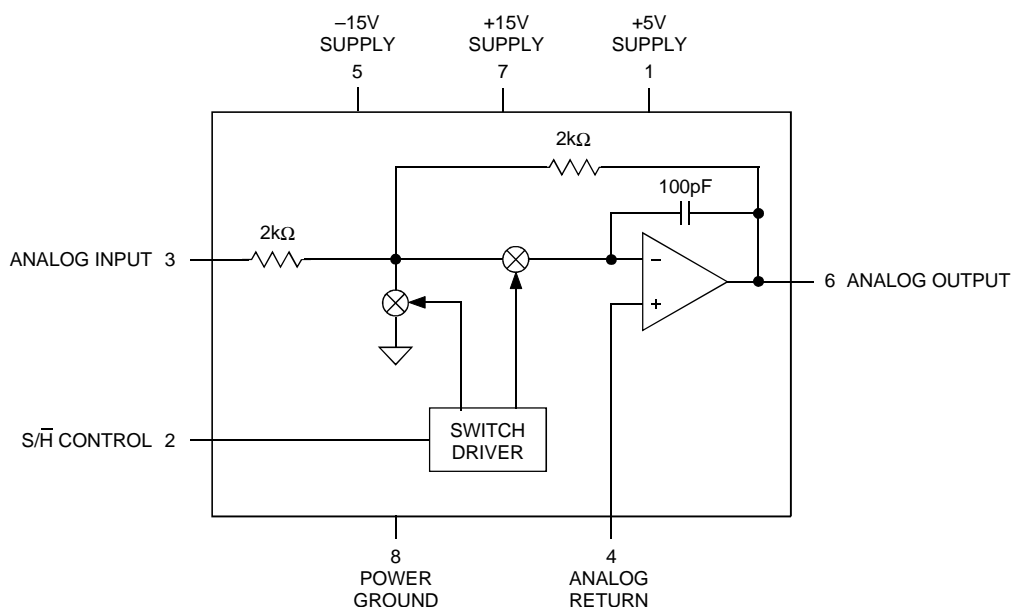 –15V
SUPPLY
5
+15V
SUPPLY
7
+5V
SUPPLY
1
2kΩ
100pF
2kΩ
ANALOG INPUT 3
–
+
6 ANALOG OUTPUT
S/H̅ CONTROL 2
SWITCH
DRIVER
8
POWER
GROUND
4
ANALOG
RETURN